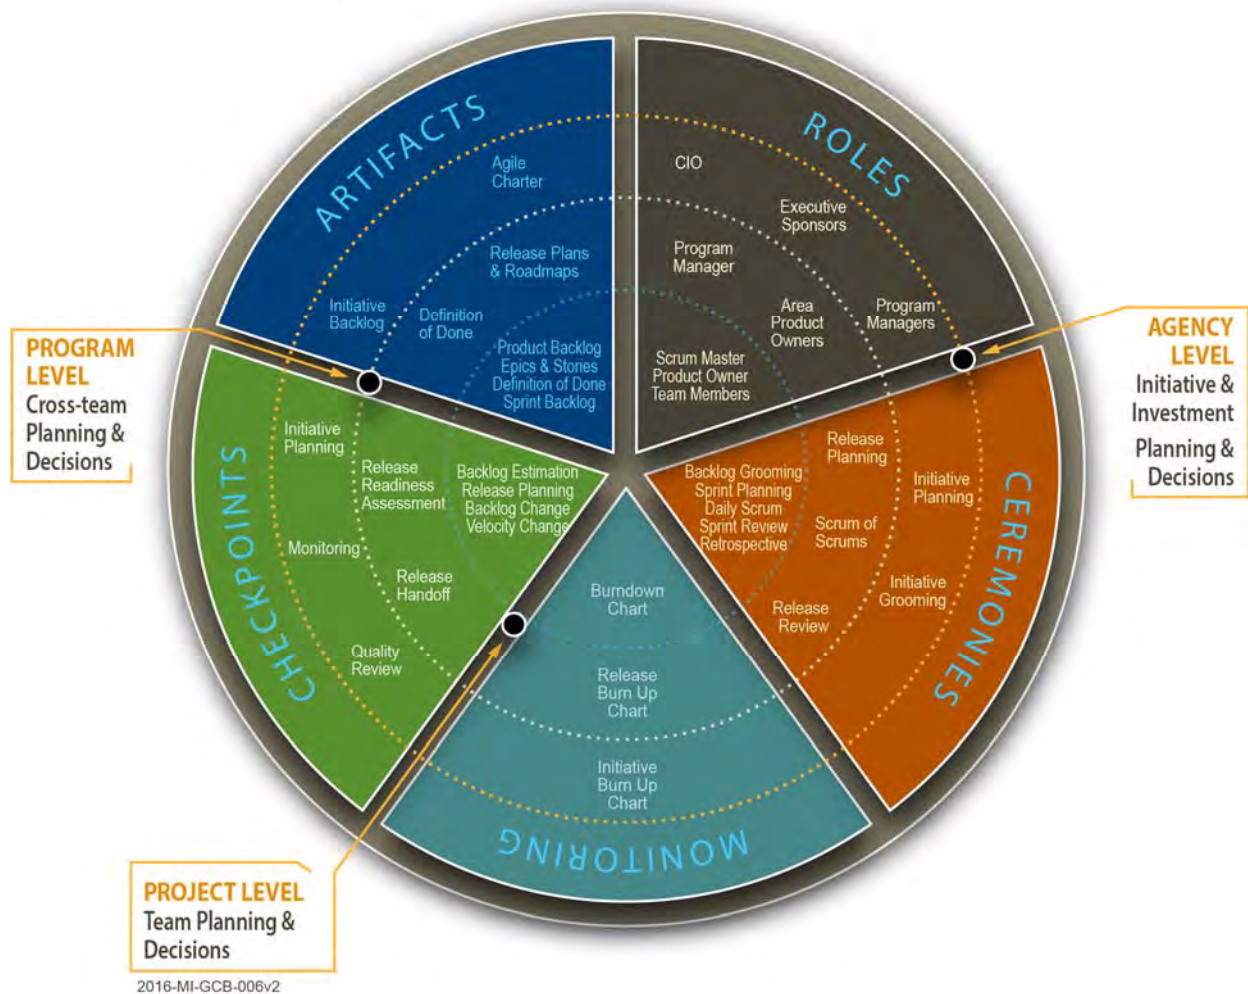 ARTIFACTS
Agile
Charter
Release Plans
& Roadmaps
Initiative
Backlog
Definition
of Done
Product Backlog
Epics & Stories
Definition of Done
Sprint Backlog
ROLES
CIO
Executive
Sponsors
Program
Manager
Area
Product
Owners
Program
Managers
Scrum Master
Product Owner
Team Members
PROGRAM
LEVEL
Cross-team
Planning &
Decisions
AGENCY
LEVEL
Initiative &
Investment
Planning &
Decisions
CHECKPOINTS
Initiative
Planning
Release
Readiness
Assessment
Backlog Estimation
Release Planning
Backlog Change
Velocity Change
Monitoring
Release
Handoff
Quality
Review
CEREMONIES
Backlog Grooming
Sprint Planning
Daily Scrum
Sprint Review
Retrospective
Release
Planning
Initiative
Planning
Scrum of
Scrums
Initiative
Grooming
Release
Review
Burndown
Chart
Release
Burn Up
Chart
Initiative
Burn Up
Chart
MONITORING
PROJECT LEVEL
Team Planning &
Decisions
2016-MI-GCB-006v2